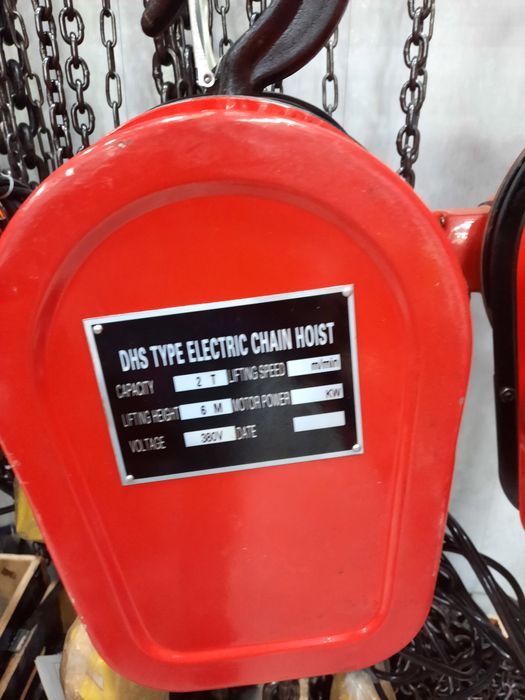 DHS TYPE ELECTRIC CHAIN HOIST
CAPACITY 2 T LIFTING SPEED m/min
LIFTING HEIGHT 6 M MOTOR POWER KW
VOLTAGE 380V DATE